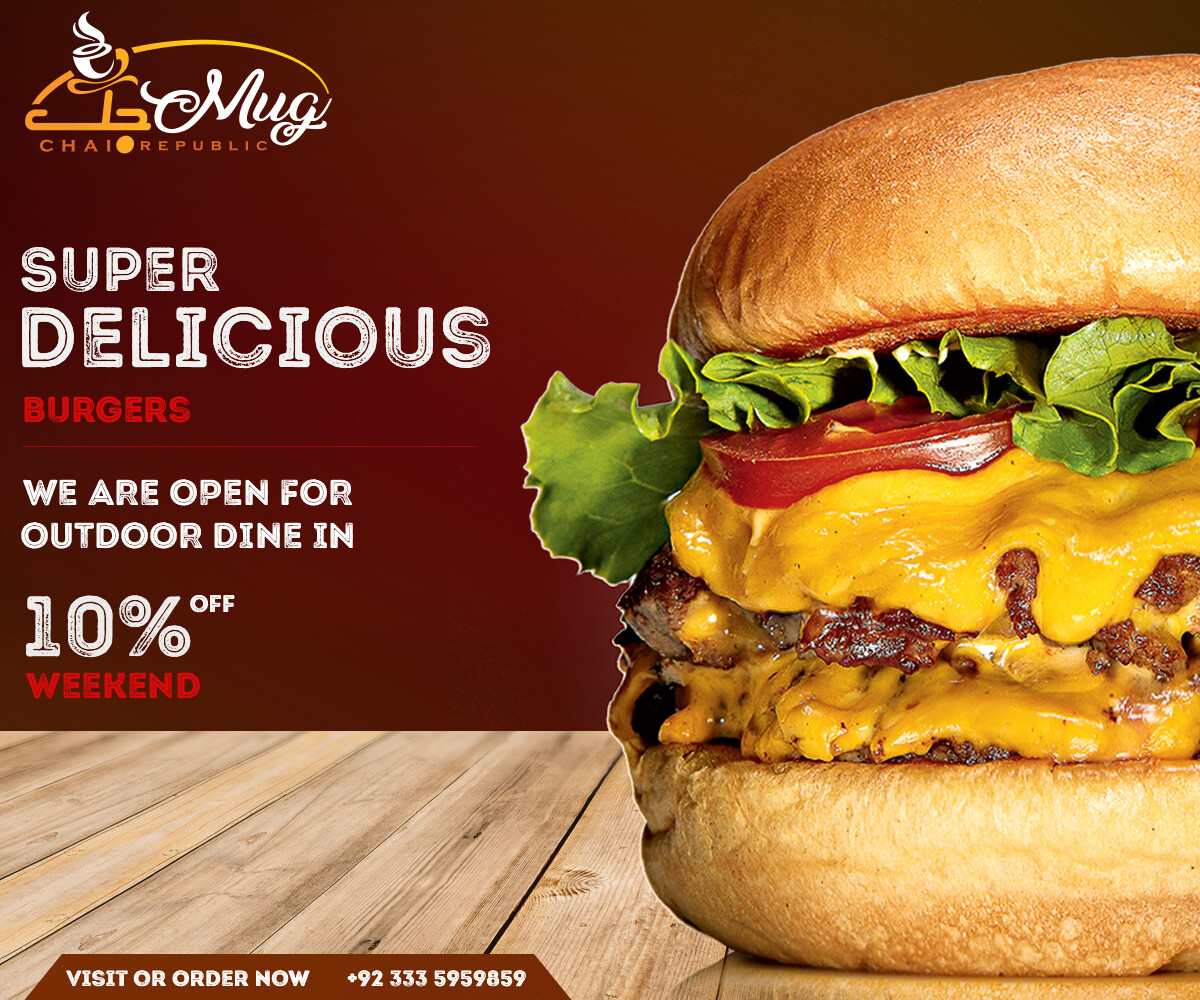 Mug
CHAI REPUBLIC
SUPER
DELICIOUS
BURGERS
WE ARE OPEN FOR
OUTDOOR DINE IN
10% OFF
WEEKEND
VISIT OR ORDER NOW +92 333 5959859